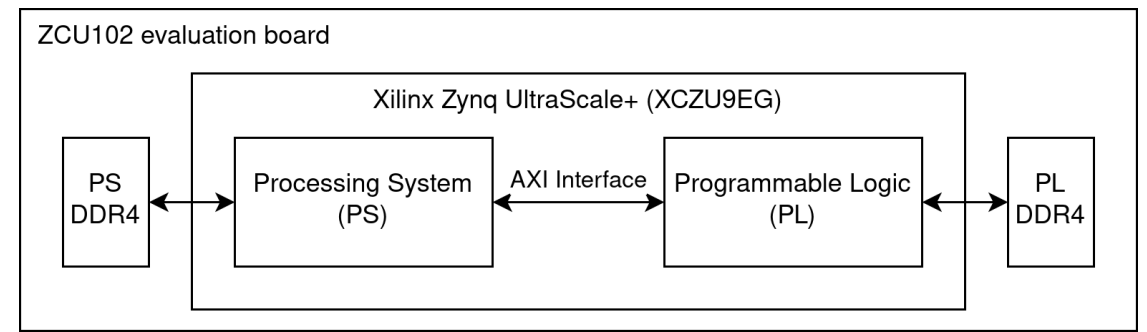 ZCU102 evaluation board
Xilinx Zynq UltraScale+ (XCZU9EG)
PS
DDR4
Processing System
(PS)
AXI Interface
Programmable Logic
(PL)
PL
DDR4